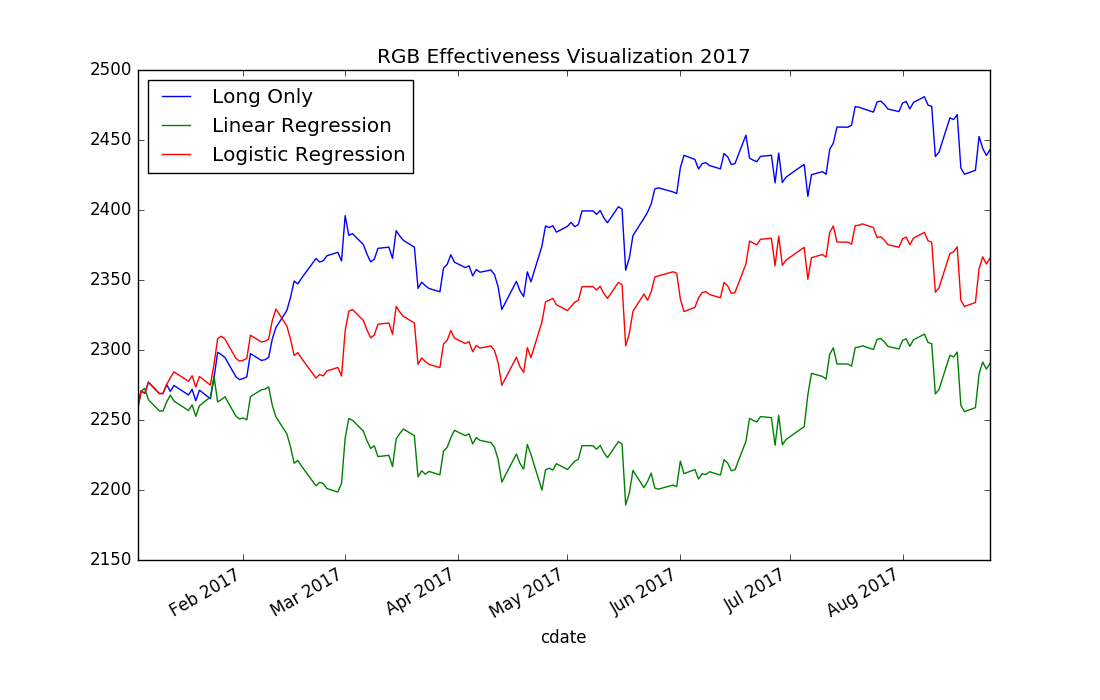 RGB Effectiveness Visualization 2017
Long Only
Linear Regression
Logistic Regression
2500
2450
2400
2350
2300
2250
2200
2150
Feb 2017
Mar 2017
Apr 2017
May 2017
Jun 2017
Jul 2017
Aug 2017
cdate